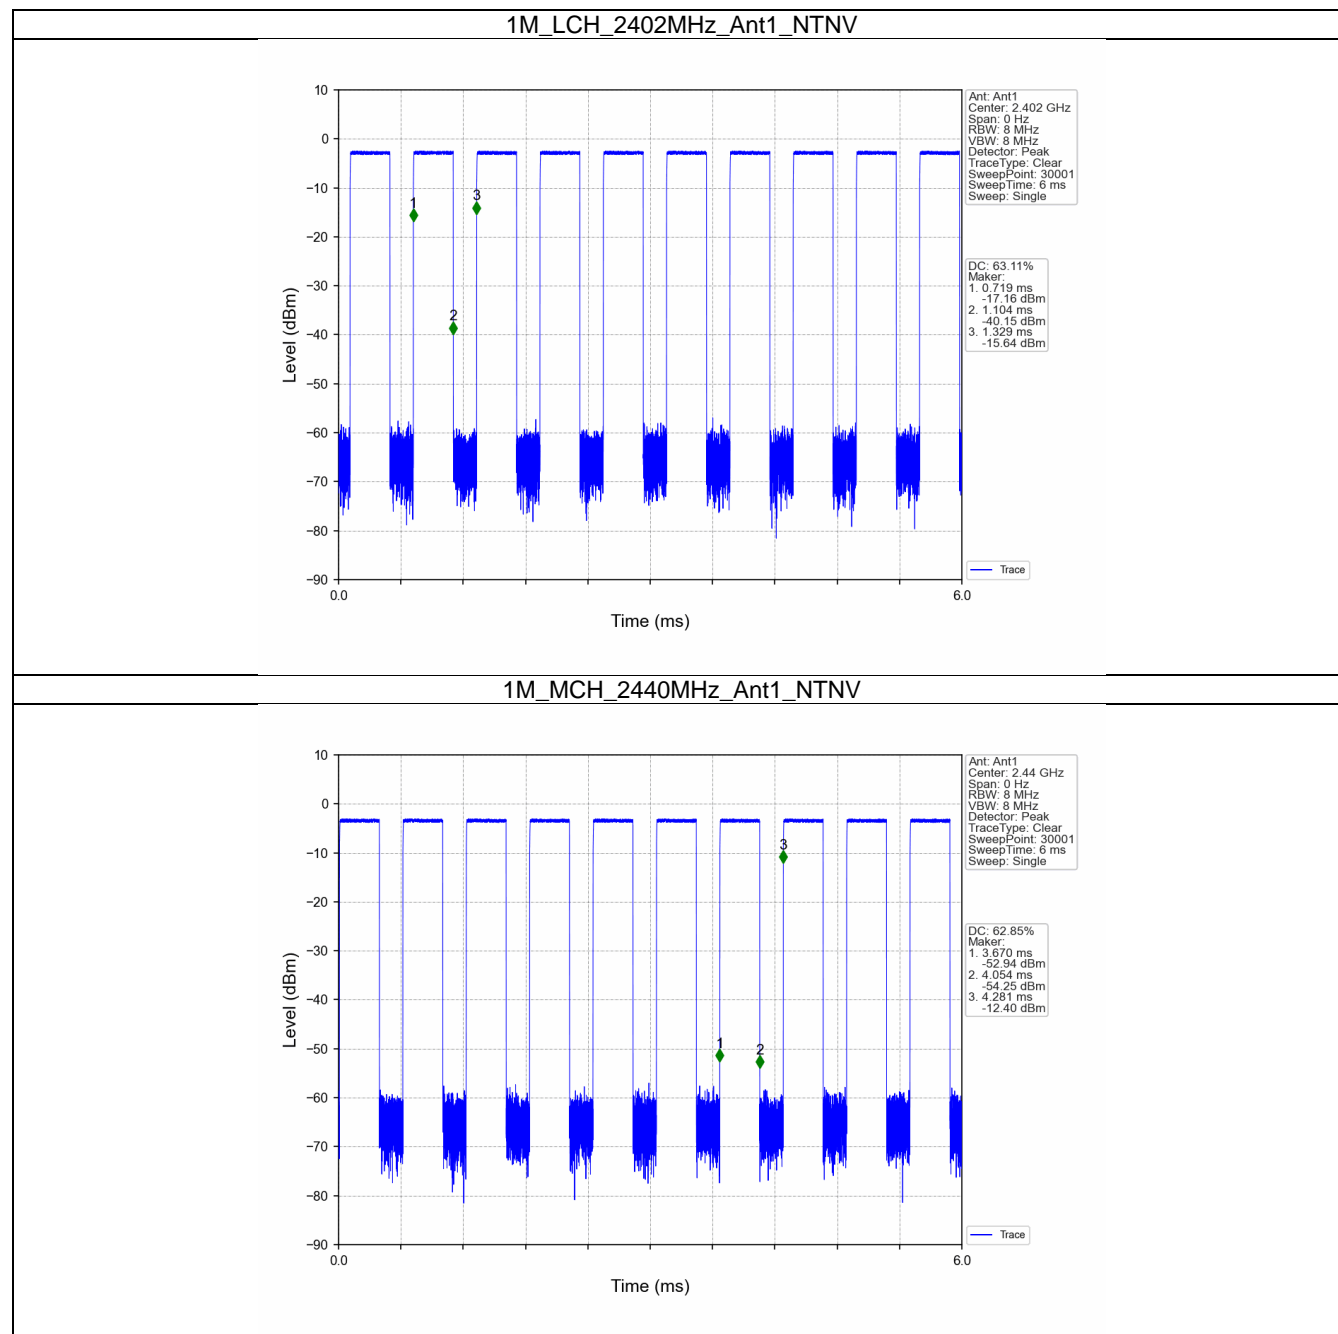 1M_LCH_2402MHz_Ant1_NTNV
10
0
−10
−20
−30
−40
−50
−60
−70
−80
−90
Level (dBm)
1
2
3
0.0
6.0
Time (ms)
Ant: Ant1
Center: 2.402 GHz
Span: 0 Hz
RBW: 8 MHz
VBW: 8 MHz
Detector: Peak
TraceType: Clear
SweepPoint: 30001
SweepTime: 6 ms
Sweep: Single
DC: 63.11%
Maker:
1. 0.719 ms
-17.16 dBm
2. 1.104 ms
-40.15 dBm
3. 1.329 ms
-15.64 dBm
Trace
1M_MCH_2440MHz_Ant1_NTNV
10
0
−10
−20
−30
−40
−50
−60
−70
−80
−90
Level (dBm)
1
2
3
0.0
6.0
Time (ms)
Ant: Ant1
Center: 2.44 GHz
Span: 0 Hz
RBW: 8 MHz
VBW: 8 MHz
Detector: Peak
TraceType: Clear
SweepPoint: 30001
SweepTime: 6 ms
Sweep: Single
DC: 62.85%
Maker:
1. 3.670 ms
-52.94 dBm
2. 4.054 ms
-54.25 dBm
3. 4.281 ms
-12.40 dBm
Trace